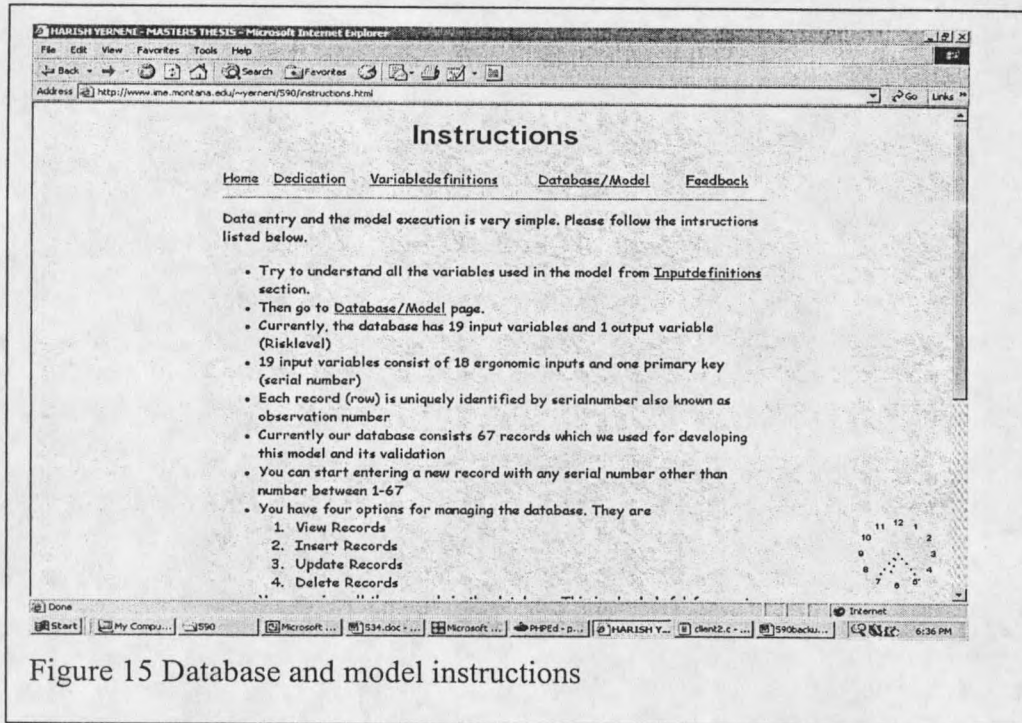 HARISH YERNENI - MASTERS THESIS - Microsoft Internet Explorer
File Edit View Favorites Tools Help
Back Search Favorites
Address http://www.ime.montana.edu/~yerneni/590/instructions.html Go Links »
Instructions
Home Dedication Variabledefinitions Database/Model Feedback
Data entry and the model execution is very simple. Please follow the intsructions
listed below.
• Try to understand all the variables used in the model from Inputdefinitions
section.
• Then go to Database/Model page.
• Currently, the database has 19 input variables and 1 output variable
(Risklevel)
• 19 input variables consist of 18 ergonomic inputs and one primary key
(serial number)
• Each record (row) is uniquely identified by serialnumber also known as
observation number
• Currently our database consists 67 records which we used for developing
this model and its validation
• You can start entering a new record with any serial number other than
number between 1-67
• You have four options for managing the database. They are
1. View Records
2. Insert Records
3. Update Records
4. Delete Records
11 12 1
10 2
9 3
8 4
7 6 5
Done Internet
Start My Compu... 590 Microsoft ... 534.doc - ... Microsoft ... PHPEd - p... HARISH Y... client2.c - ... 590backu... 6:36 PM
Figure 15 Database and model instructions